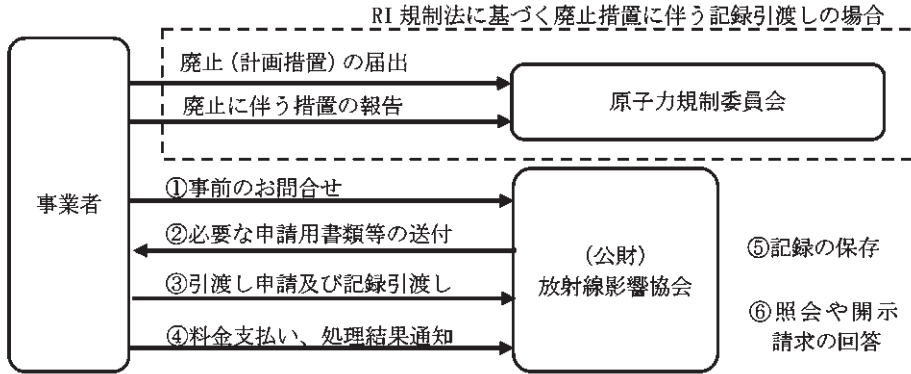 RI 規制法に基づく廃止措置に伴う記録引渡しの場合
廃止(計画措置)の届出
廃止に伴う措置の報告
原子力規制委員会
事業者
①事前のお問合せ
②必要な申請用書類等の送付
③引渡し申請及び記録引渡し
④料金支払い、処理結果通知
(公財)
放射線影響協会
⑤記録の保存
⑥照会や開示
請求の回答